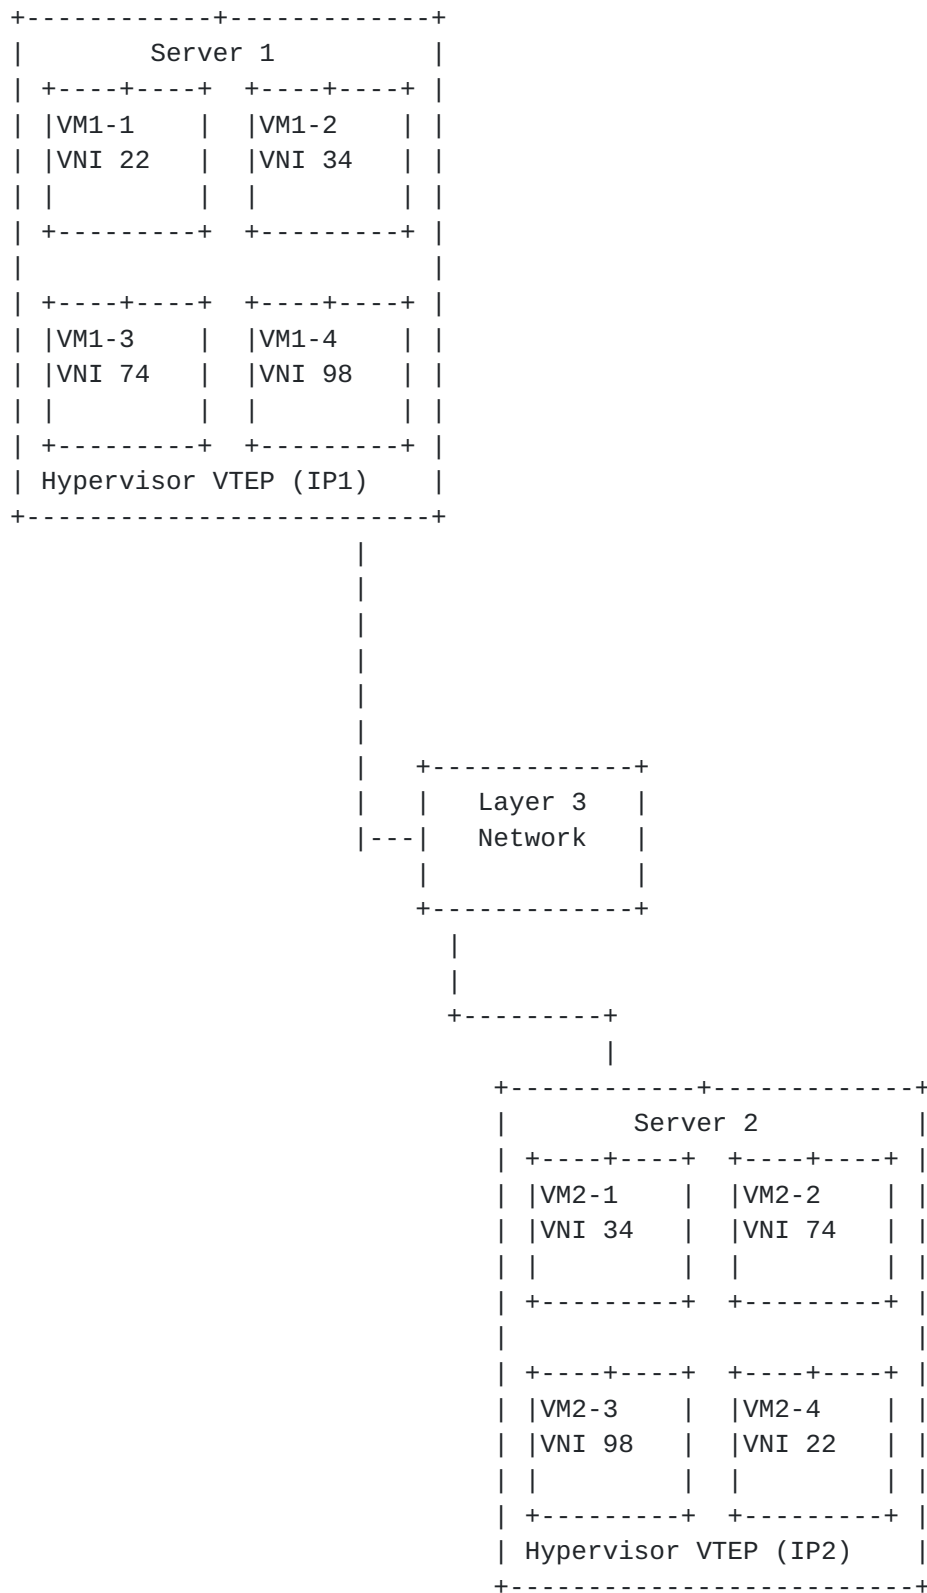 Server 1
VM1-1 VM1-2
VNI 22 VNI 34
VM1-3 VM1-4
VNI 74 VNI 98
Hypervisor VTEP (IP1)
Layer 3
Network
Server 2
VM2-1 VM2-2
VNI 34 VNI 74
VM2-3 VM2-4
VNI 98 VNI 22
Hypervisor VTEP (IP2)